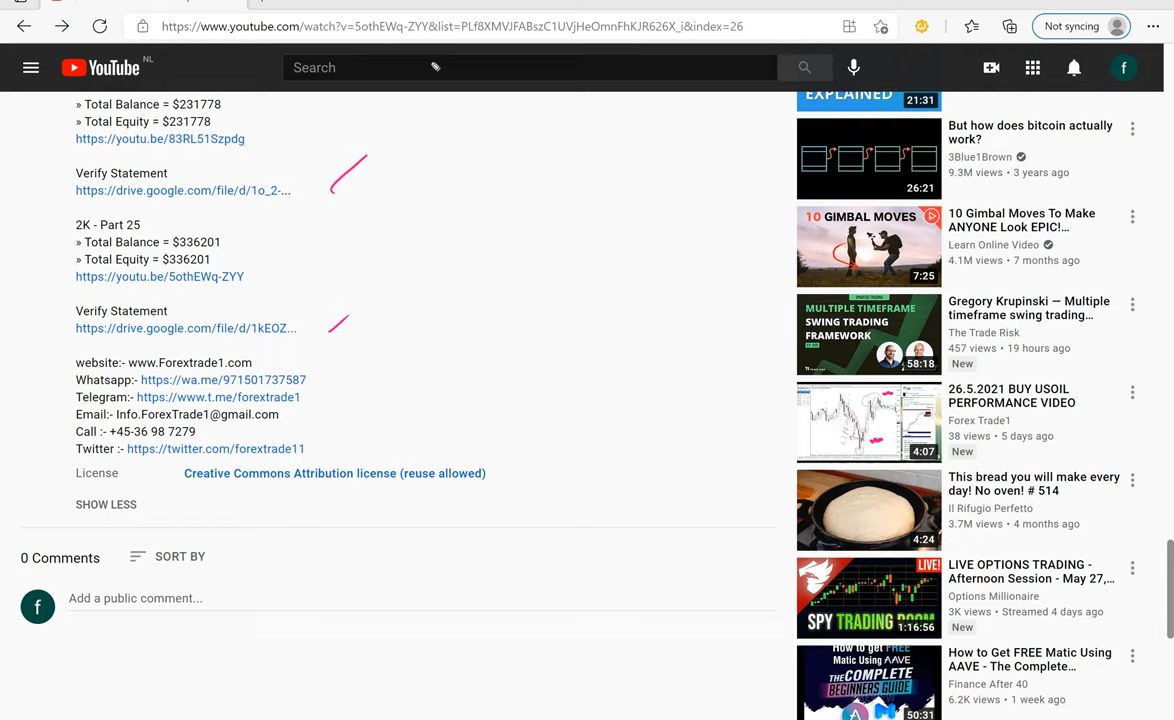 https://www.youtube.com/watch?v=5othEWq-ZYY&list=PLf8XMVJFABszC1UVjHeOmnFhKJR626X_i&index=26
Not syncing
YouTube NL
Search
f
» Total Balance = $231778
» Total Equity = $231778
https://youtu.be/83RL51Szpdg
Verify Statement
https://drive.google.com/file/d/1o_2-...
2K - Part 25
» Total Balance = $336201
» Total Equity = $336201
https://youtu.be/5othEWq-ZYY
Verify Statement
https://drive.google.com/file/d/1kEOZ...
website:- www.Forextrade1.com
Whatsapp:- https://wa.me/971501737587
Telegram:- https://www.t.me/forextrade1
Email:- Info.ForexTrade1@gmail.com
Call :- +45-36 98 7279
Twitter :- https://twitter.com/forextrade11
License Creative Commons Attribution license (reuse allowed)
SHOW LESS
0 Comments SORT BY
f Add a public comment...
EXPLAINED
21:31
But how does bitcoin actually
work?
3Blue1Brown
9.3M views • 3 years ago
26:21
10 GIMBAL MOVES
7:25
10 Gimbal Moves To Make
ANYONE Look EPIC!...
Learn Online Video
4.1M views • 7 months ago
MULTIPLE TIMEFRAME
SWING TRADING
FRAMEWORK
58:18
Gregory Krupinski — Multiple
timeframe swing trading...
The Trade Risk
457 views • 19 hours ago
New
4:07
26.5.2021 BUY USOIL
PERFORMANCE VIDEO
Forex Trade1
38 views • 5 days ago
New
4:24
This bread you will make every
day! No oven! # 514
Il Rifugio Perfetto
3.7M views • 4 months ago
LIVE!
SPY TRADING ROOM
1:16:56
LIVE OPTIONS TRADING -
Afternoon Session - May 27,...
Options Millionaire
3K views • Streamed 4 days ago
New
How to get FREE
Matic Using AAVE
THE COMPLETE
BEGINNERS GUIDE
50:31
How to Get FREE Matic Using
AAVE - The Complete...
Finance After 40
6.2K views • 1 week ago